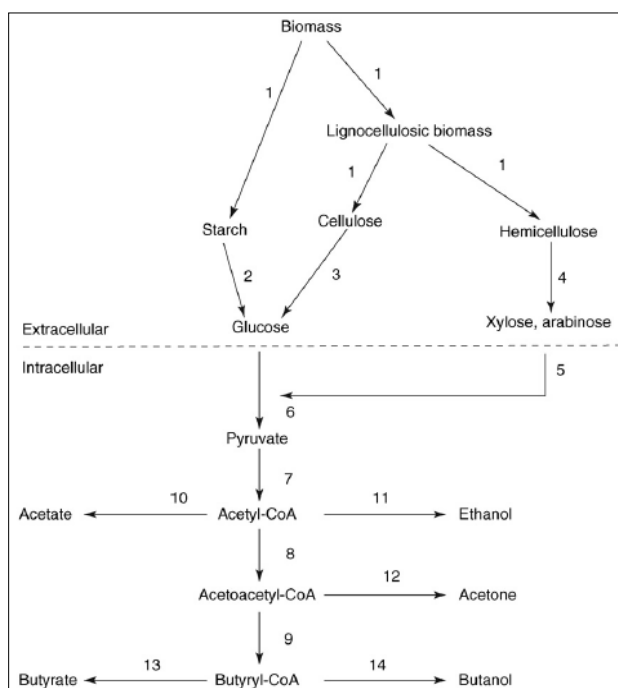 Biomass
1
1
Lignocellulosic biomass
1
1
Starch
Cellulose
Hemicellulose
2
3
4
Glucose
Xylose, arabinose
Extracellular
Intracellular
5
6
Pyruvate
7
Acetate
10
Acetyl-CoA
11
Ethanol
8
Acetoacetyl-CoA
12
Acetone
9
Butyrate
13
Butyryl-CoA
14
Butanol